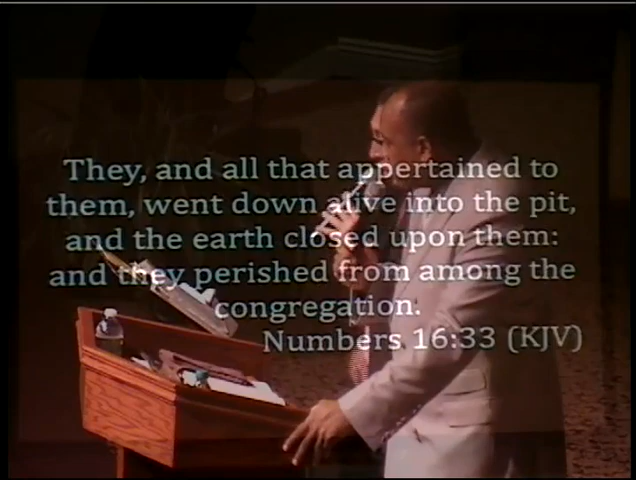 They, and all that appertained to
them, went down alive into the pit,
and the earth closed upon them:
and they perished from among the
congregation.
Numbers 16:33 (KJV)